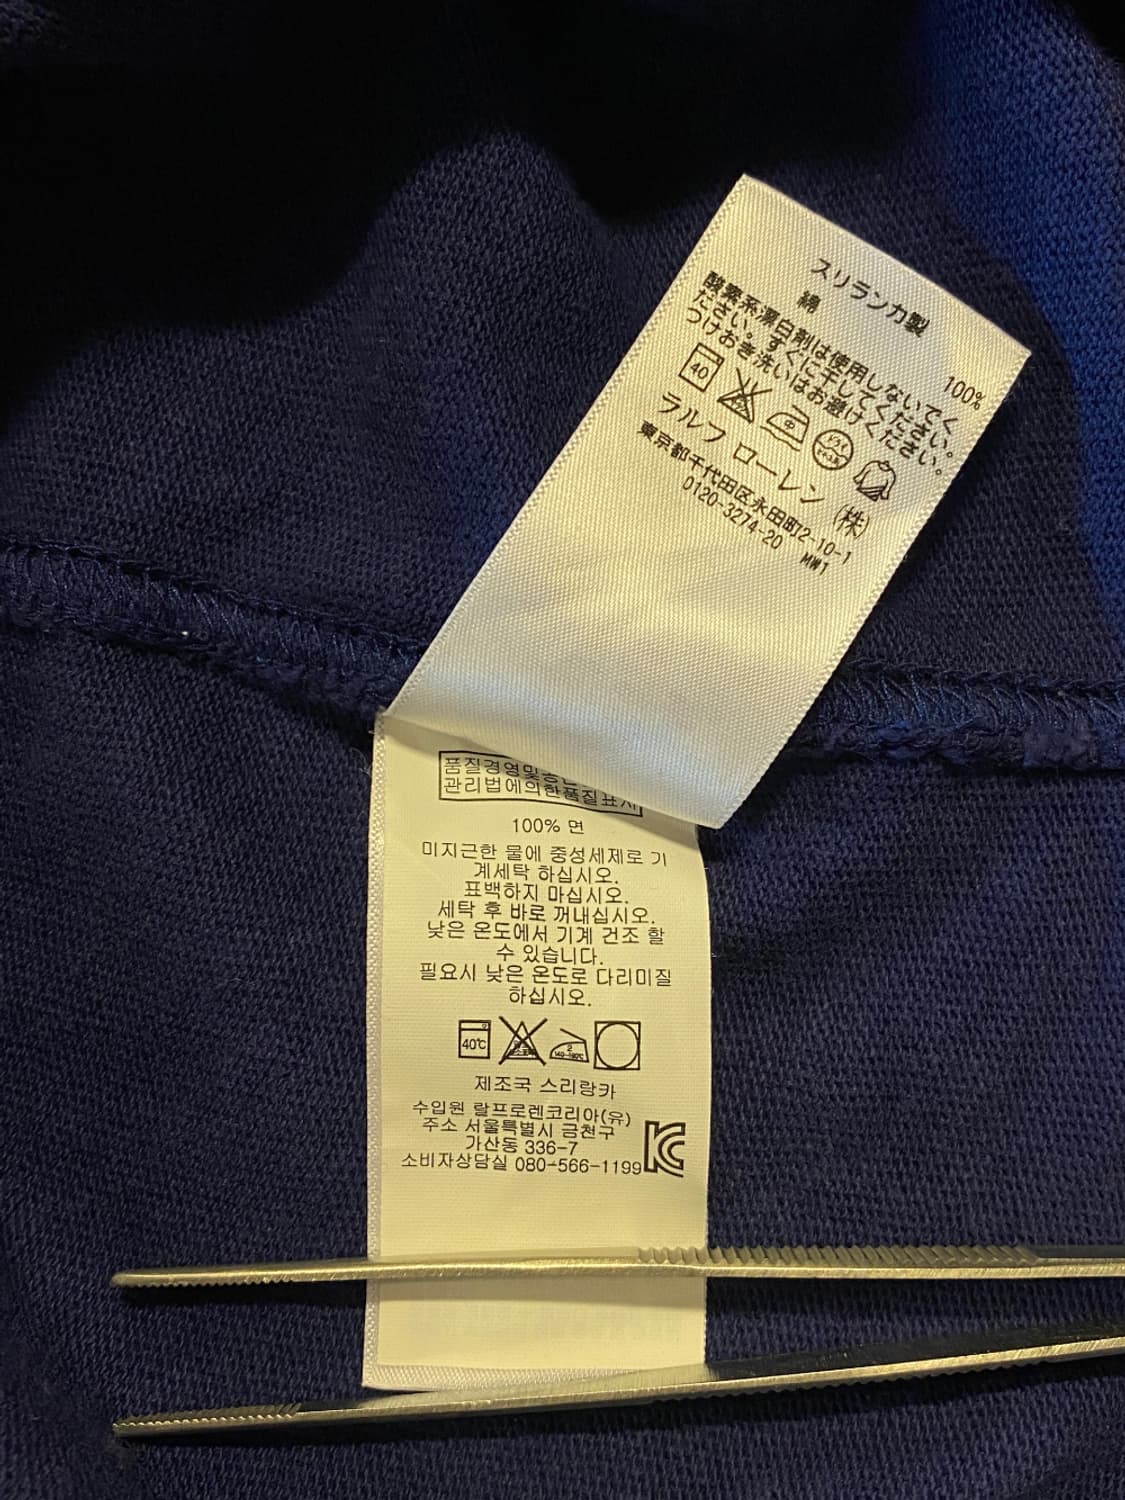 スリランカ製
綿 100%
酸素系漂白剤は使用しないでく
ださい。すぐに干してください。
つけおき洗いはお避けください。
40
ラルフ ローレン (株)
東京都千代田区永田町2-10-1
0120-3274-20 MW1
품질경영및공
관리법에의한품질표시
100% 면
미지근한 물에 중성세제로 기
계세탁 하십시오.
표백하지 마십시오.
세탁 후 바로 꺼내십시오.
낮은 온도에서 기계 건조 할
수 있습니다.
필요시 낮은 온도로 다리미질
하십시오.
40℃
제조국 스리랑카
수입원 랄프로렌코리아(유)
주소 서울특별시 금천구
가산동 336-7
소비자상담실 080-566-1199